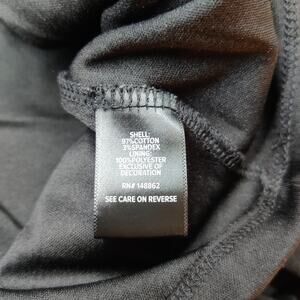 SHELL:
97%COTTON
3%SPANDEX
LINING:
100%POLYESTER
EXCLUSIVE OF
DECORATION
RN# 148862
SEE CARE ON REVERSE